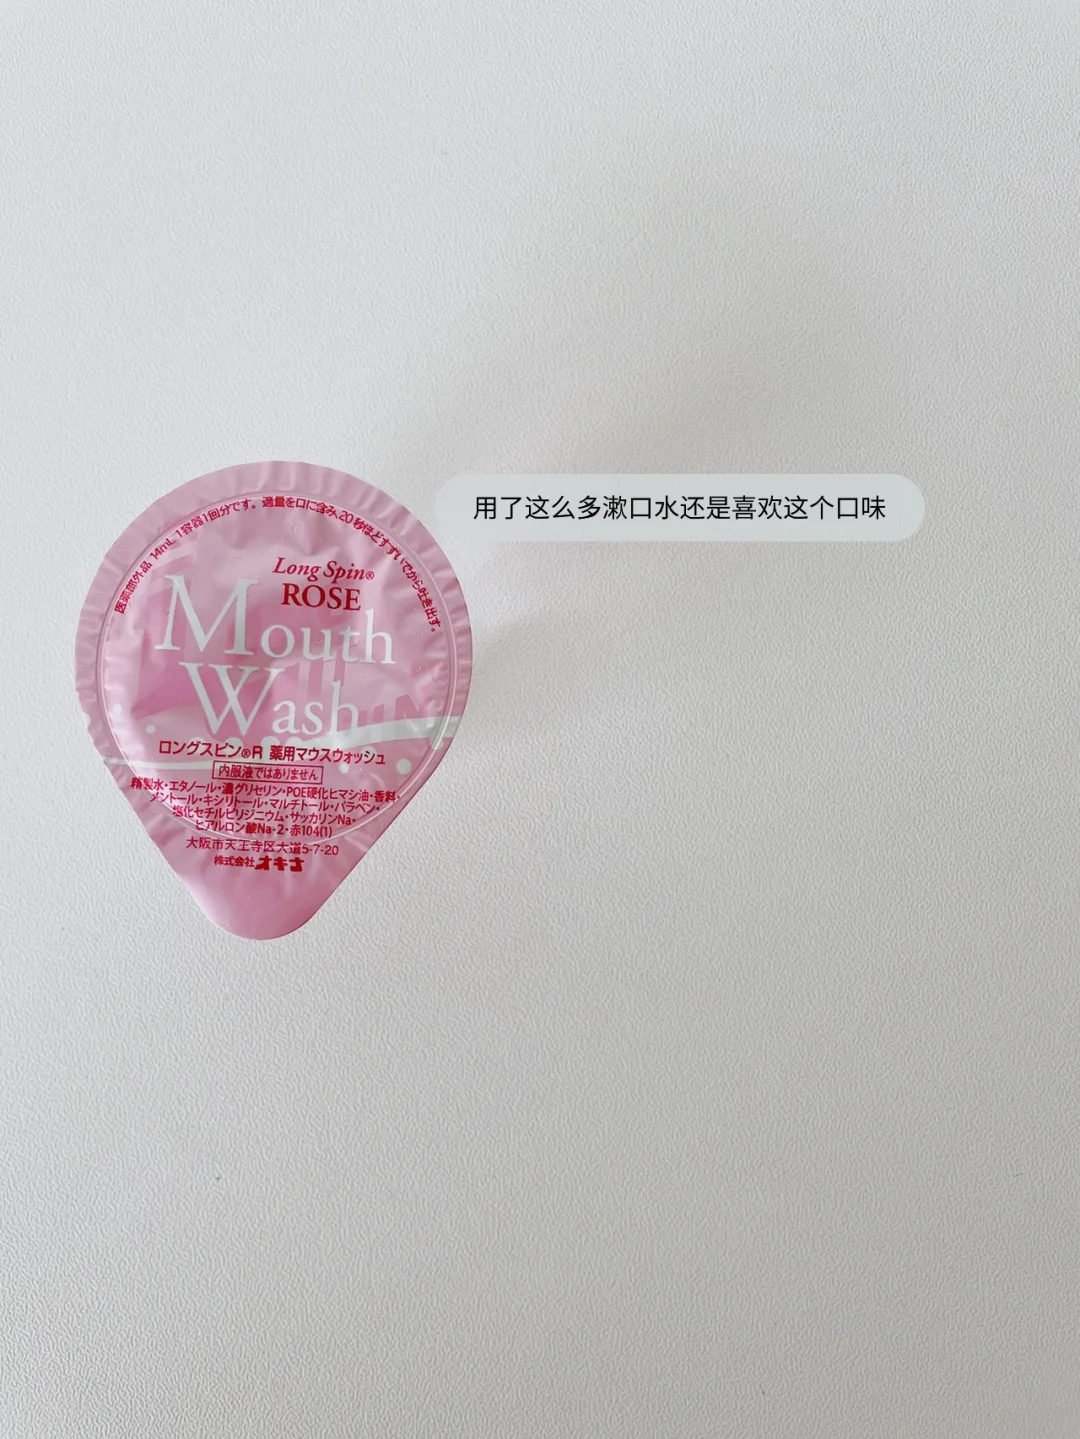 用了这么多漱口水还是喜欢这个口味
医薬部外品 14mL 1容器1回分です。適量を口に含み、20秒ほどすすいでから吐き出す。
Long Spin®
ROSE
Mouth
Wash
ロングスピン®R 薬用マウスウォッシュ
内服液ではありません
精製水・エタノール・濃グリセリン・POE硬化ヒマシ油・香料・
メントール・キシリトール・マルチトール・パラベン・
塩化セチルピリジニウム・サッカリンNa・
ヒアルロン酸Na-2・赤104(1)
大阪市天王寺区大道5-7-20
株式会社オキナ